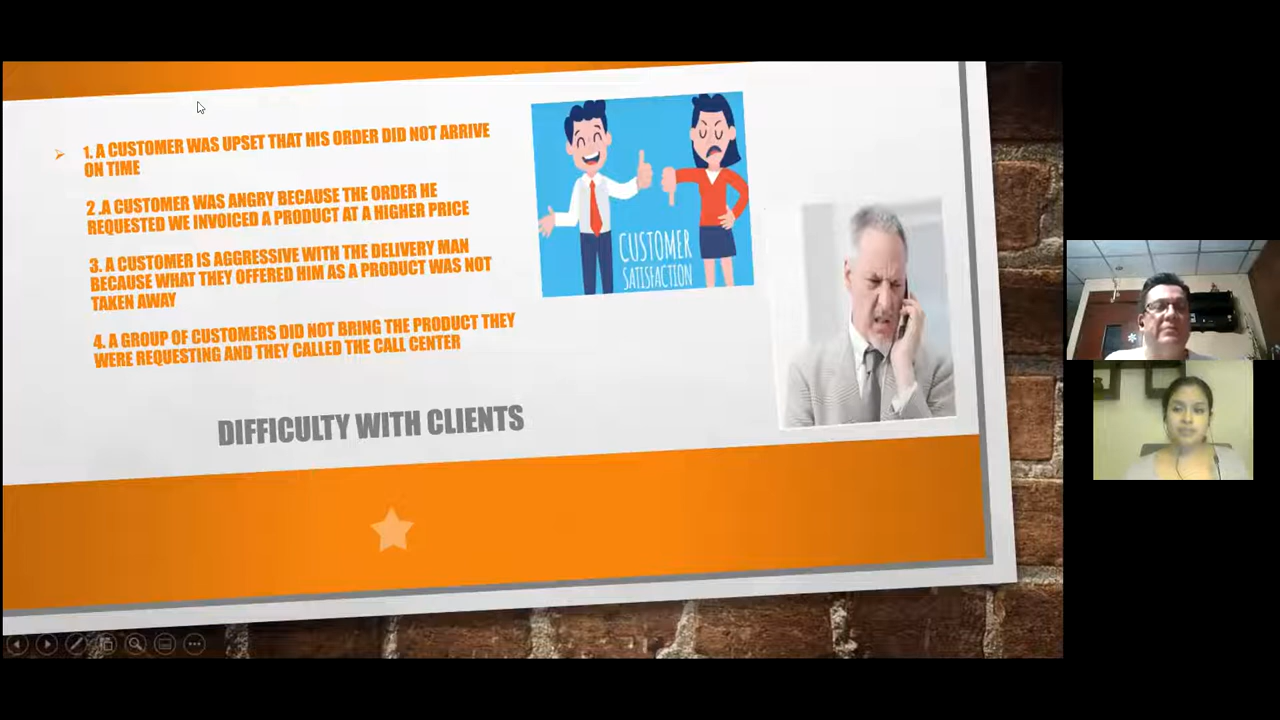 1. A CUSTOMER WAS UPSET THAT HIS ORDER DID NOT ARRIVE
ON TIME
2 .A CUSTOMER WAS ANGRY BECAUSE THE ORDER HE
REQUESTED WE INVOICED A PRODUCT AT A HIGHER PRICE
3. A CUSTOMER IS AGGRESSIVE WITH THE DELIVERY MAN
BECAUSE WHAT THEY OFFERED HIM AS A PRODUCT WAS NOT
TAKEN AWAY
4. A GROUP OF CUSTOMERS DID NOT BRING THE PRODUCT THEY
WERE REQUESTING AND THEY CALLED THE CALL CENTER
CUSTOMER
SATISFACTION
DIFFICULTY WITH CLIENTS